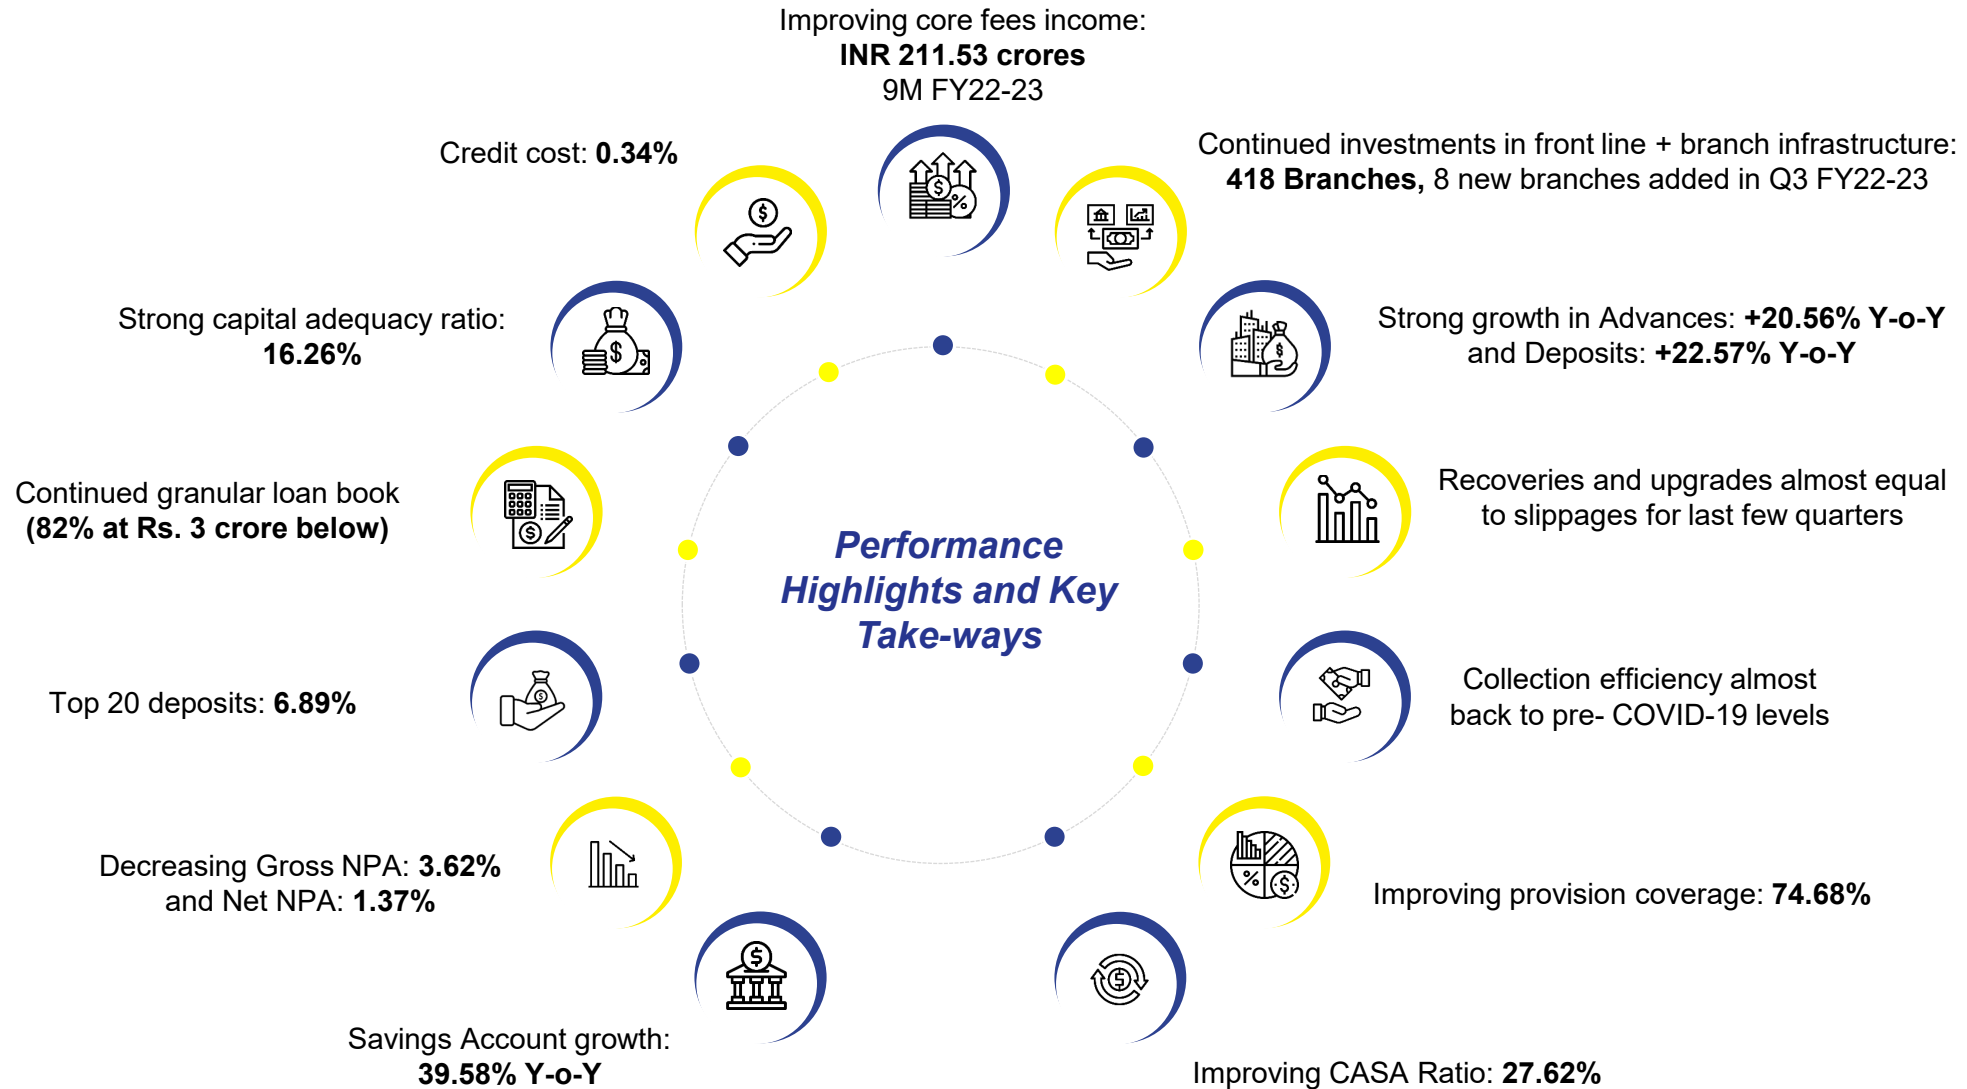 Improving core fees income:
INR 211.53 crores
9M FY22-23
Continued investments in front line + branch infrastructure:
418 Branches, 8 new branches added in Q3 FY22-23
Strong growth in Advances: +20.56% Y-o-Y
and Deposits: +22.57% Y-o-Y
Recoveries and upgrades almost equal
to slippages for last few quarters
Collection efficiency almost
back to pre- COVID-19 levels
Improving provision coverage: 74.68%
Improving CASA Ratio: 27.62%
Savings Account growth:
39.58% Y-o-Y
Decreasing Gross NPA: 3.62%
and Net NPA: 1.37%
Top 20 deposits: 6.89%
Continued granular loan book
(82% at Rs. 3 crore below)
Strong capital adequacy ratio:
16.26%
Credit cost: 0.34%
Performance
Highlights and Key
Take-ways